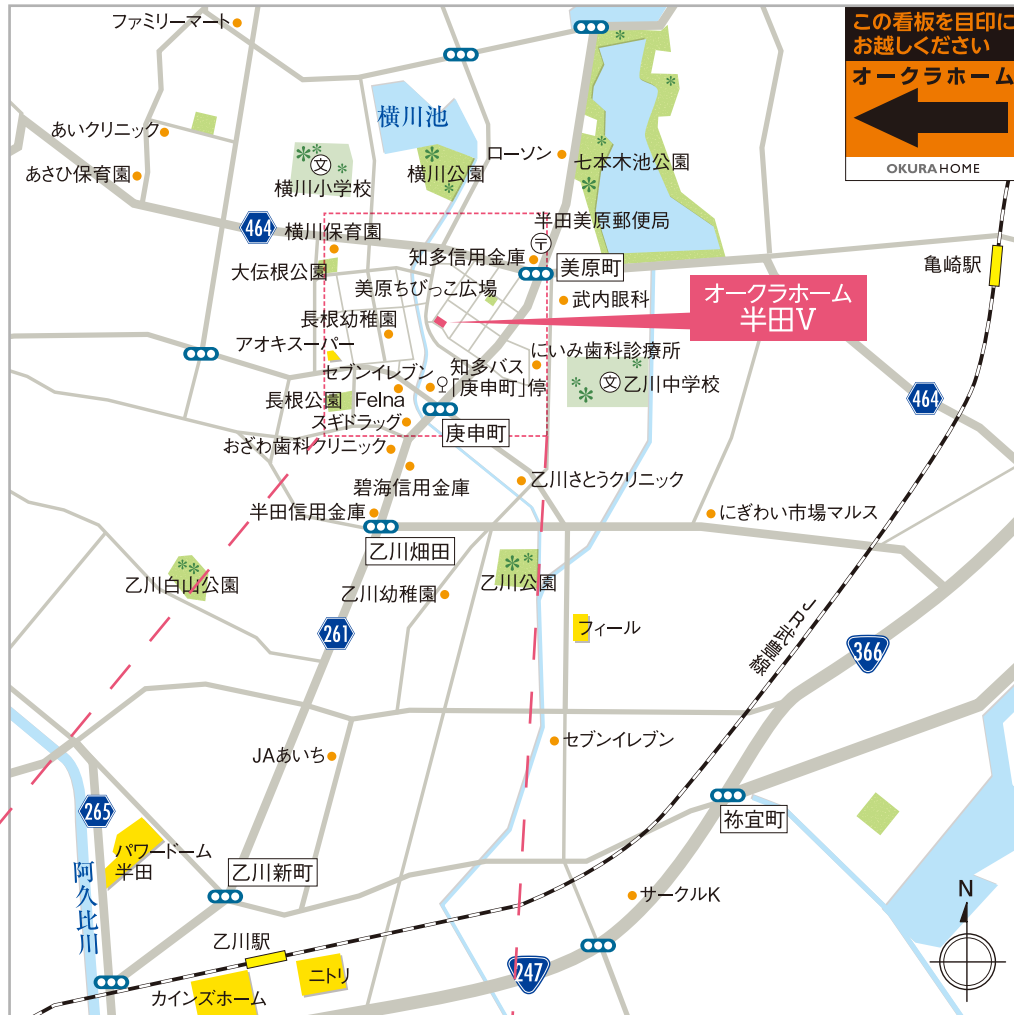 ファミリーマート
この看板を目印に
お越しください
オークラホーム
OKURA HOME
横川池
あいクリニック
あさひ保育園
文
横川小学校
横川公園
ローソン
七本木池公園
464
横川保育園
半田美原郵便局
〒
知多信用金庫
美原町
亀崎駅
大伝根公園
美原ちびっこ広場
武内眼科
オークラホーム
半田V
長根幼稚園
アオキスーパー
にいみ歯科診療所
セブンイレブン
知多バス
「庚申町」停
文
乙川中学校
464
長根公園
Felna
スギドラッグ
庚申町
おざわ歯科クリニック
碧海信用金庫
乙川さとうクリニック
半田信用金庫
にぎわい市場マルス
乙川畑田
乙川白山公園
乙川幼稚園
乙川公園
261
フィール
JR武豊線
366
JAあいち
セブンイレブン
265
祢宜町
パワードーム
半田
乙川新町
阿久比川
サークルK
N
乙川駅
ニトリ
247
カインズホーム